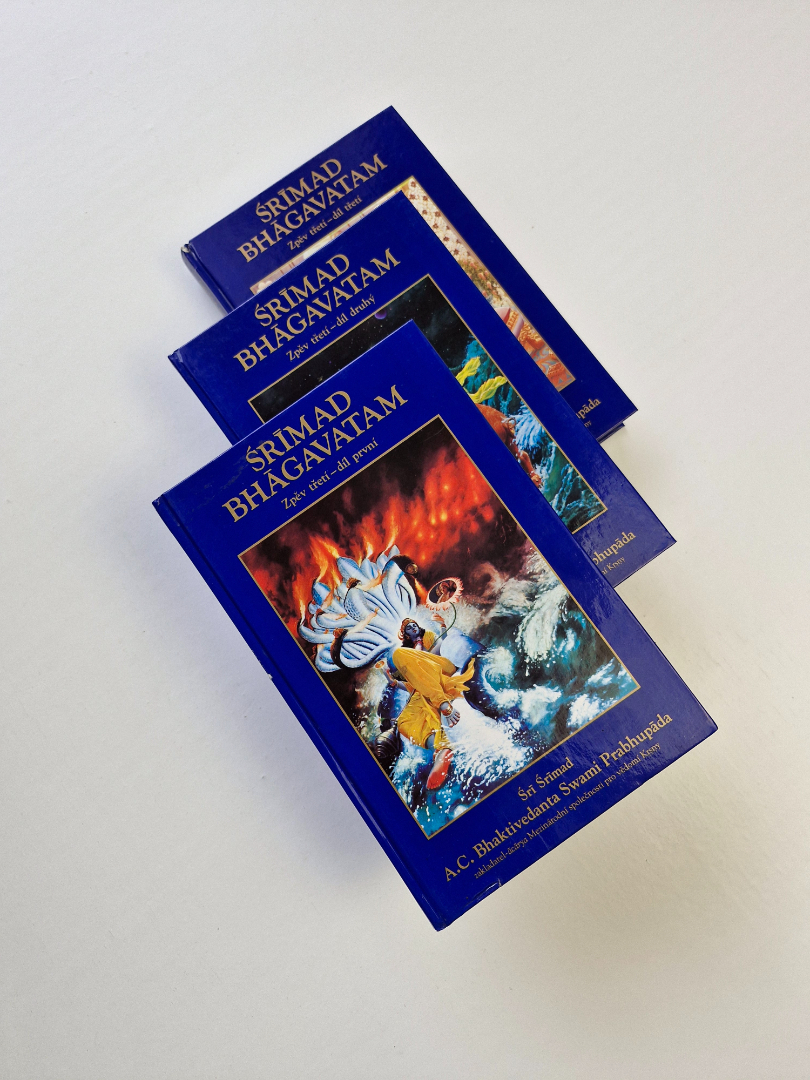 ŚRĪMAD
BHĀGAVATAM
Zpěv třetí – díl třetí
ŚRĪMAD
BHĀGAVATAM
Zpěv třetí – díl druhý
ŚRĪMAD
BHĀGAVATAM
Zpěv třetí – díl první
Śrī Śrīmad
A.C. Bhaktivedanta Swami Prabhupāda
zakladatel-ācārya Mezinárodní společnosti pro vědomí Kṛṣṇy